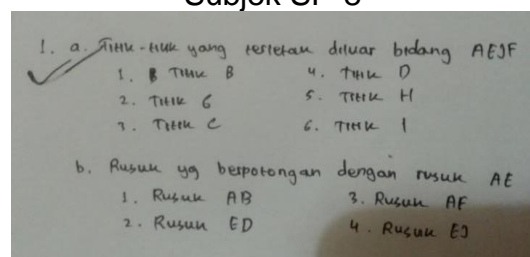 Subjek SP-3
1. a. Titik-titik yang terletak diluar bidang AEJF
1. Titik B 4. Titik D
2. Titik G 5. Titik H
3. Titik C 6. Titik I
b. Rusuk yg berpotongan dengan rusuk AE
1. Rusuk AB 3. Rusuk AF
2. Rusuk ED 4. Rusuk EJ